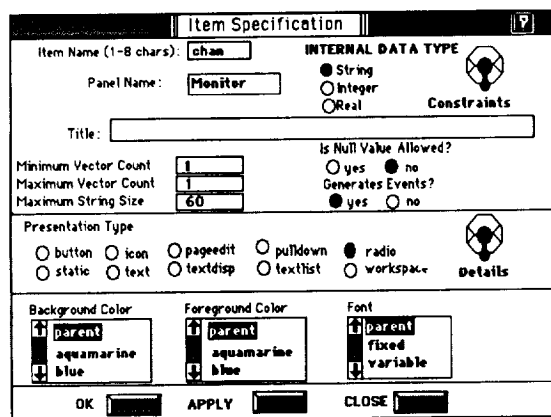 Item Specification ?
Item Name (1-8 chars): chan
INTERNAL DATA TYPE
String
Integer
Real
Constraints
Panel Name: Monitor
Title:
Is Null Value Allowed?
yes no
Minimum Vector Count 1
Maximum Vector Count 1
Maximum String Size 60
Generates Events?
yes no
Presentation Type
button icon pageedit pulldown radio
static text textdisp textlist workspace
Details
Background Color
parent
aquamarine
blue
Foreground Color
parent
aquamarine
blue
Font
parent
fixed
variable
OK APPLY CLOSE